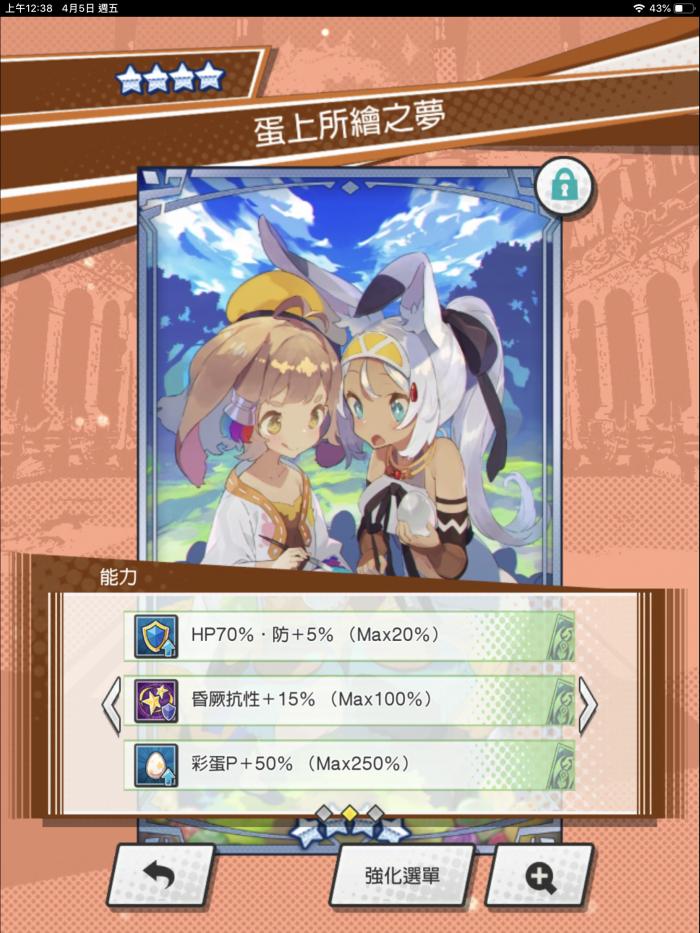 上午12:38 4月5日 週五
43%
蛋上所繪之夢
能力
HP70%・防+5% （Max20%）
昏厥抗性+15% （Max100%）
彩蛋P+50% （Max250%）
強化選單